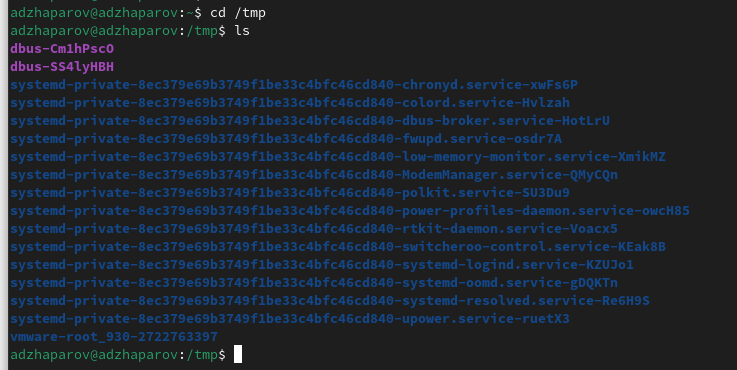 adzhaparov@adzhaparov:~$ cd /tmp
adzhaparov@adzhaparov:/tmp$ ls
dbus-Cm1hPscO
dbus-SS4lyHBH
systemd-private-8ec379e69b3749f1be33c4bfc46cd840-chronyd.service-xwFs6P
systemd-private-8ec379e69b3749f1be33c4bfc46cd840-colord.service-Hvlzah
systemd-private-8ec379e69b3749f1be33c4bfc46cd840-dbus-broker.service-HotLrU
systemd-private-8ec379e69b3749f1be33c4bfc46cd840-fwupd.service-osdr7A
systemd-private-8ec379e69b3749f1be33c4bfc46cd840-low-memory-monitor.service-XmikMZ
systemd-private-8ec379e69b3749f1be33c4bfc46cd840-ModemManager.service-QMyCQn
systemd-private-8ec379e69b3749f1be33c4bfc46cd840-polkit.service-SU3Du9
systemd-private-8ec379e69b3749f1be33c4bfc46cd840-power-profiles-daemon.service-owcH85
systemd-private-8ec379e69b3749f1be33c4bfc46cd840-rtkit-daemon.service-Voacx5
systemd-private-8ec379e69b3749f1be33c4bfc46cd840-switcheroo-control.service-KEak8B
systemd-private-8ec379e69b3749f1be33c4bfc46cd840-systemd-logind.service-KZUJo1
systemd-private-8ec379e69b3749f1be33c4bfc46cd840-systemd-oomd.service-gDQKTn
systemd-private-8ec379e69b3749f1be33c4bfc46cd840-systemd-resolved.service-Re6H9S
systemd-private-8ec379e69b3749f1be33c4bfc46cd840-upower.service-ruetX3
vmware-root_930-2722763397
adzhaparov@adzhaparov:/tmp$